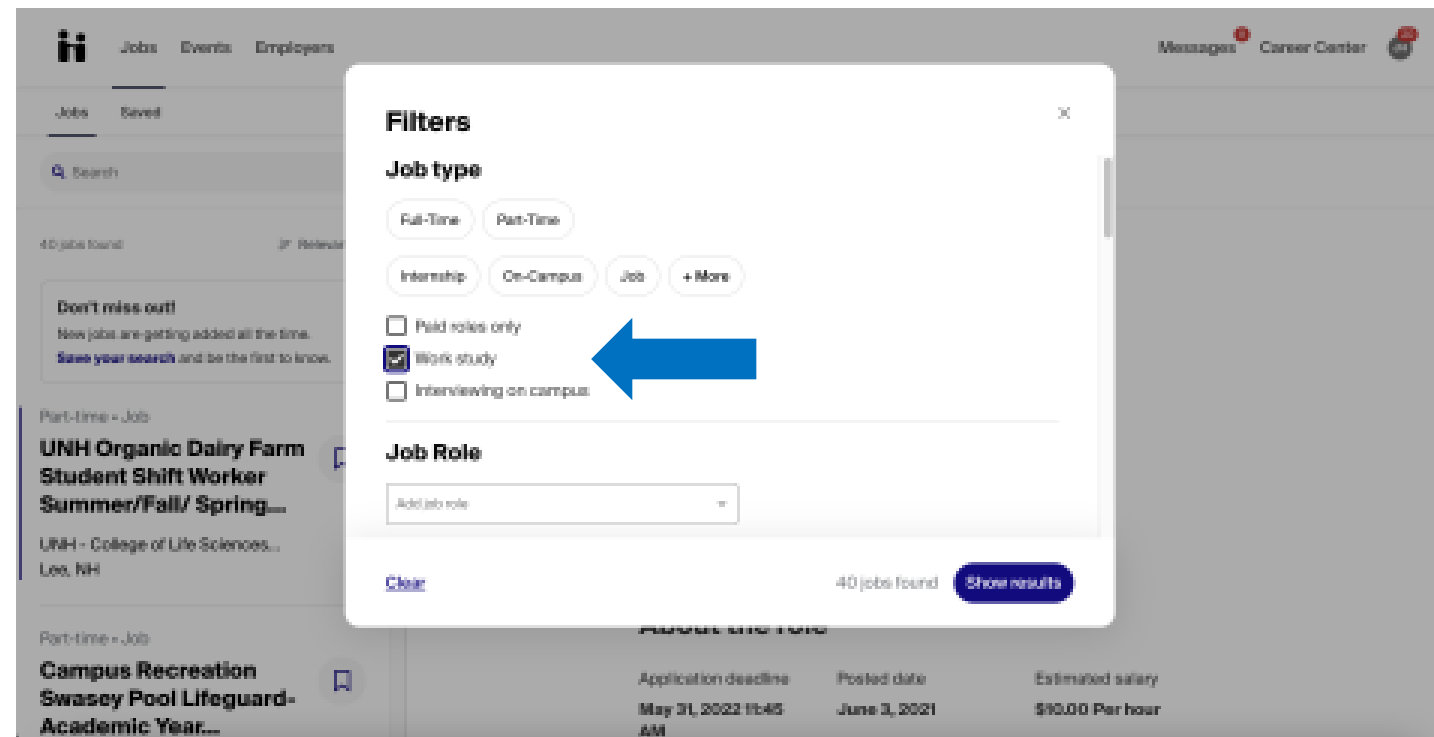 Jobs Events Employers
Messages Career Center
Jobs Saved
Search
40 jobs found Relevan
Don't miss out!
New jobs are getting added all the time.
Save your search and be the first to know.
Part-time • Job
UNH Organic Dairy Farm
Student Shift Worker
Summer/Fall/ Spring...
UNH - College of Life Sciences...
Lee, NH
Part-time • Job
Campus Recreation
Swasey Pool Lifeguard-
Academic Year...
Filters
Job type
Full-Time Part-Time
Internship On-Campus Job + More
Paid roles only
Work study
Interviewing on campus
Job Role
Add job role
Clear 40 jobs found Show results
About the role
Application deadline Posted date Estimated salary
May 31, 2022 11:45 June 3, 2021 $10.00 Per hour
AM